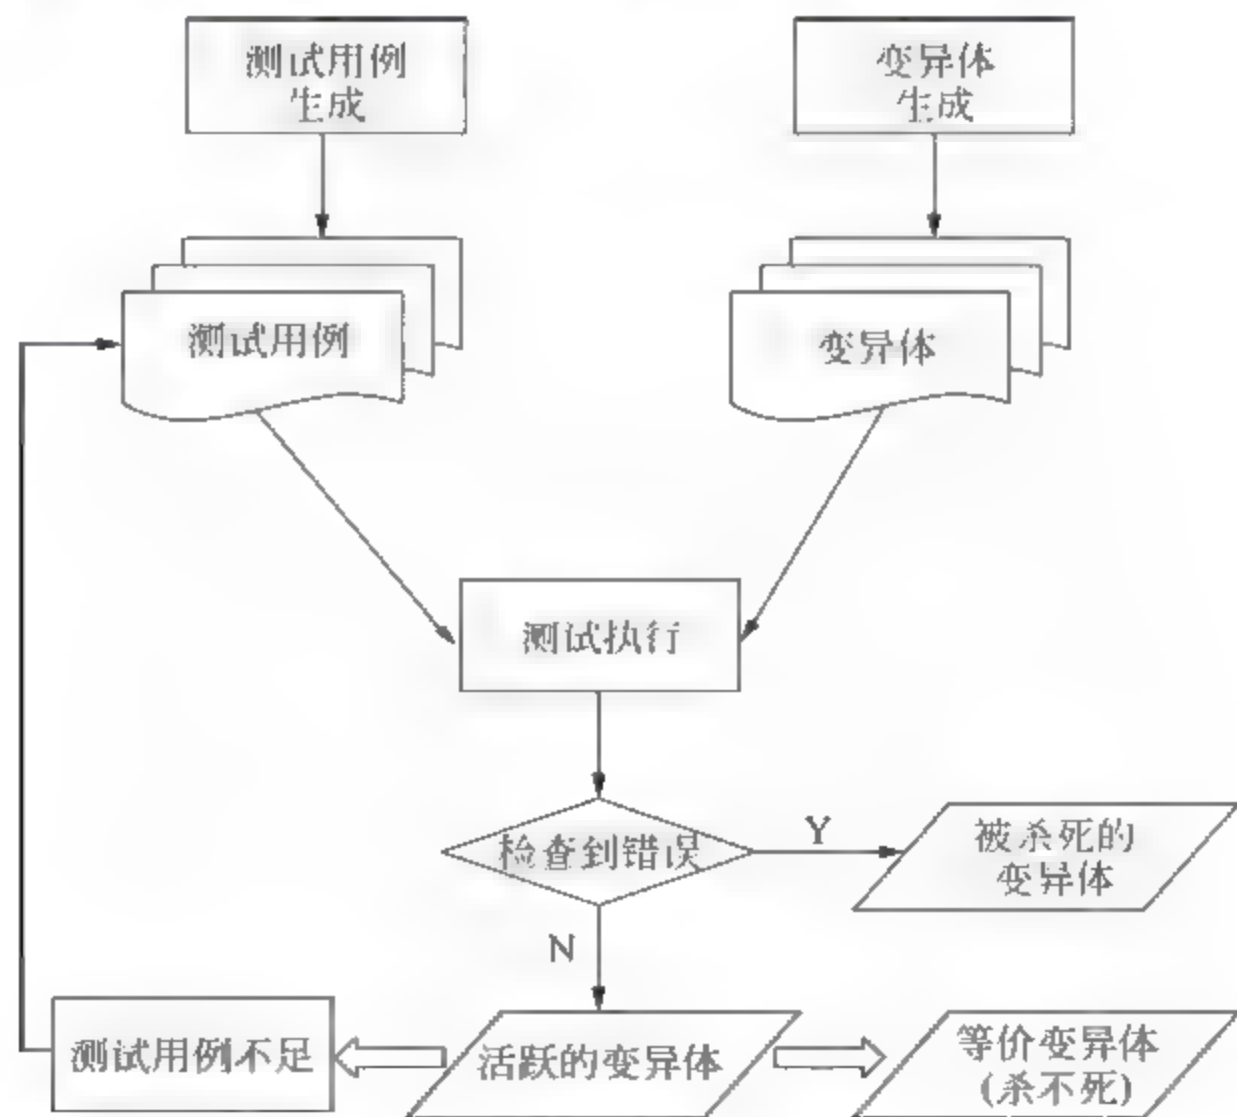 测试用例
生成
变异体
生成
测试用例
变异体
测试执行
检查到错误
Y
被杀死的
变异体
N
测试用例不足
活跃的变异体
等价变异体
(杀不死)